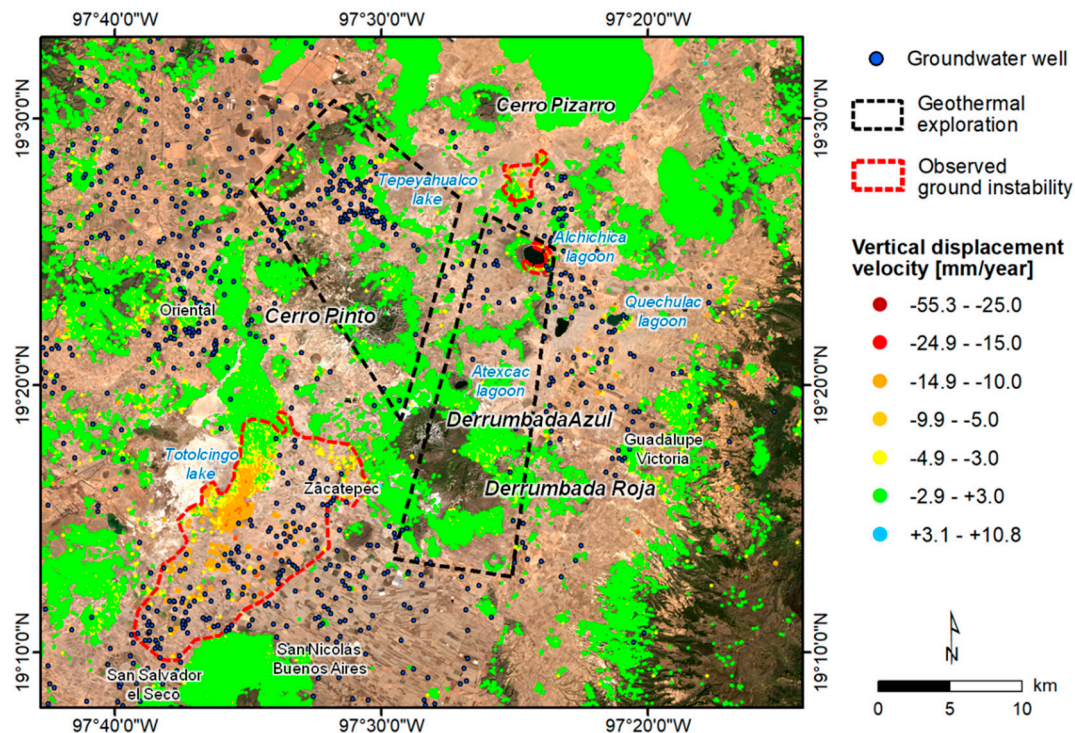 97°40'0"W
97°30'0"W
97°20'0"W
19°30'0"N
19°20'0"N
19°10'0"N
Cerro Pizarro
Tepeyahualco
lake
Alchichica
lagoon
Quechulac
lagoon
Oriental
Cerro Pinto
Atexcac
lagoon
DerrumbadaAzul
Guadalupe
Victoria
Totolcingo
lake
Zacatepec
Derrumbada Roja
San Nicolás
Buenos Aires
San Salvador
el Seco
19°30'0"N
19°20'0"N
19°10'0"N
97°40'0"W
97°30'0"W
97°20'0"W
Groundwater well
Geothermal
exploration
Observed
ground instability
Vertical displacement
velocity [mm/year]
-55.3 - -25.0
-24.9 - -15.0
-14.9 - -10.0
-9.9 - -5.0
-4.9 - -3.0
-2.9 - +3.0
+3.1 - +10.8
N
km
0
5
10